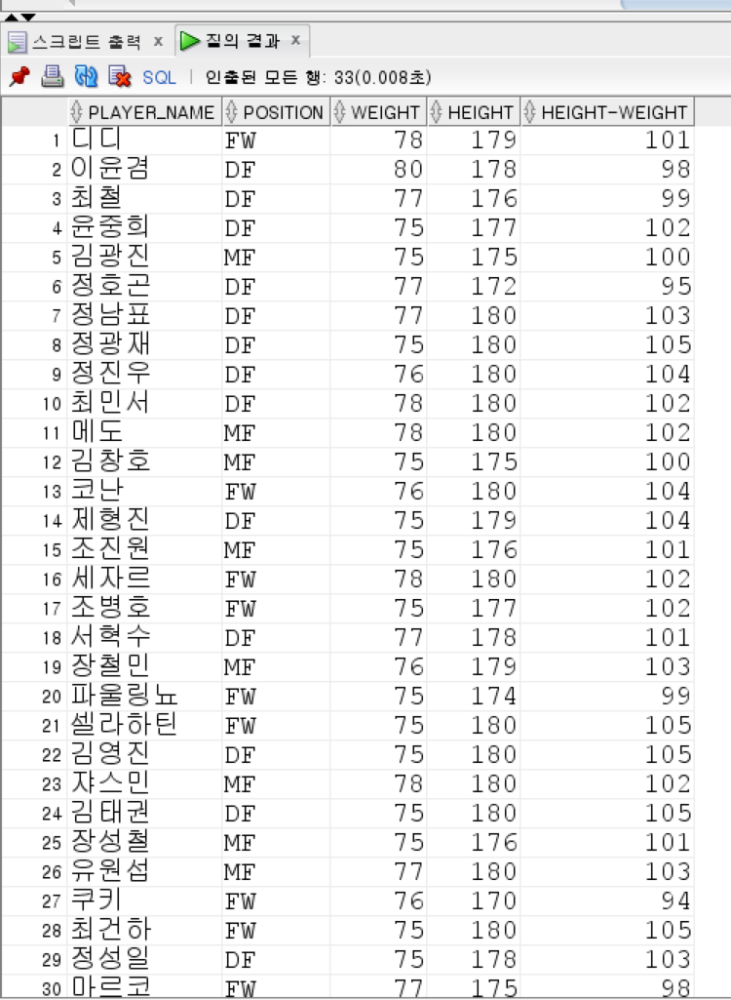 스크립트 출력 x 질의 결과 x
SQL | 인출된 모든 행: 33(0.008초)
PLAYER_NAME POSITION WEIGHT HEIGHT HEIGHT-WEIGHT
1 디디 FW 78 179 101
2 이윤겸 DF 80 178 98
3 최철 DF 77 176 99
4 윤중희 DF 75 177 102
5 김광진 MF 75 175 100
6 정호곤 DF 77 172 95
7 정남표 DF 77 180 103
8 정광재 DF 75 180 105
9 정진우 DF 76 180 104
10 최민서 DF 78 180 102
11 메도 MF 78 180 102
12 김창호 MF 75 175 100
13 코난 FW 76 180 104
14 제형진 DF 75 179 104
15 조진원 MF 75 176 101
16 세자르 FW 78 180 102
17 조병호 FW 75 177 102
18 서혁수 DF 77 178 101
19 장철민 MF 76 179 103
20 파울링뇨 FW 75 174 99
21 셀라하틴 FW 75 180 105
22 김영진 DF 75 180 105
23 쟈스민 MF 78 180 102
24 김태권 DF 75 180 105
25 장성철 MF 75 176 101
26 유원섭 MF 77 180 103
27 쿠키 FW 76 170 94
28 최건하 FW 75 180 105
29 정성일 DF 75 178 103
30 마르코 FW 77 175 98